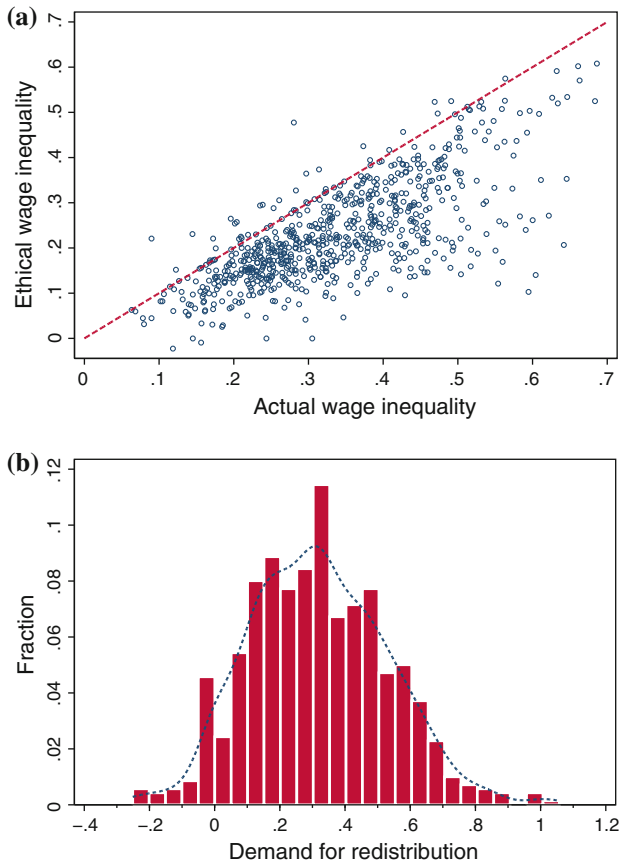 (a)
Ethical wage inequality
.7
.6
.5
.4
.3
.2
.1
0
0 .1 .2 .3 .4 .5 .6 .7
Actual wage inequality
(b)
Fraction
.12
.1
.08
.06
.04
.02
0
−.4 −.2 0 .2 .4 .6 .8 1 1.2
Demand for redistribution